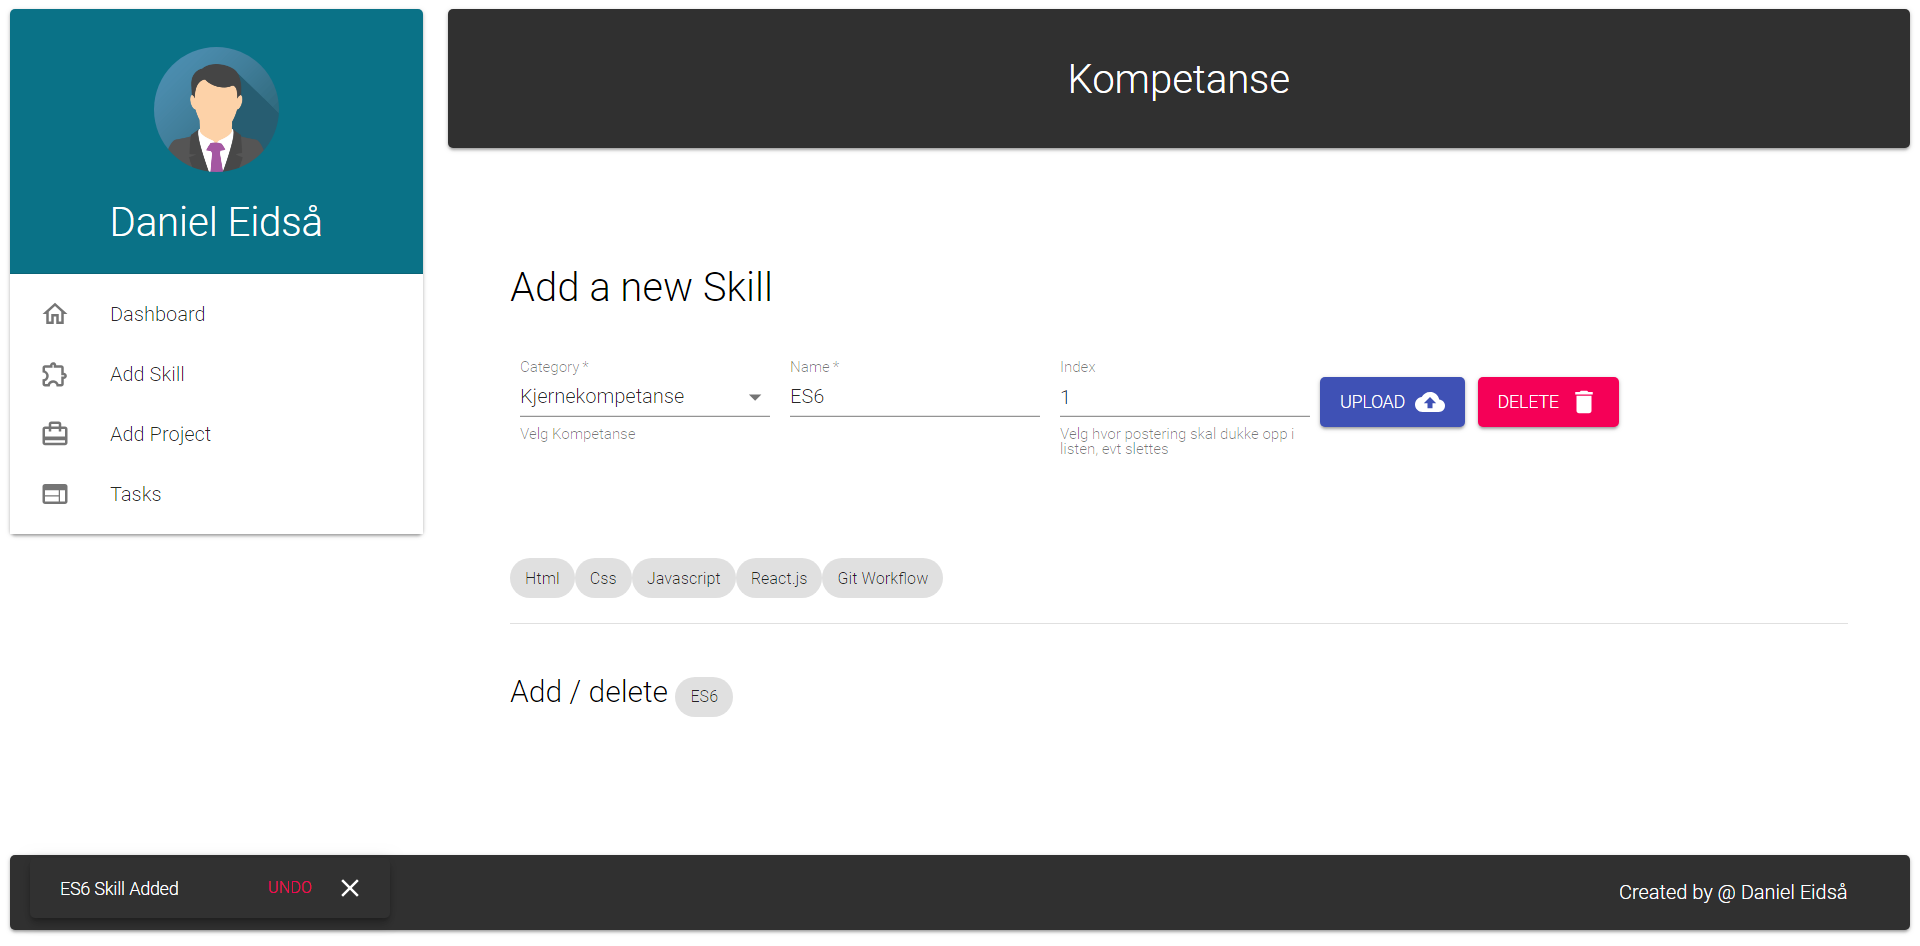 Daniel Eidså
Dashboard
Add Skill
Add Project
Tasks
Kompetanse
Add a new Skill
Category *
Kjernekompetanse
Velg Kompetanse
Name *
ES6
Index
1
Velg hvor postering skal dukke opp i
listen, evt slettes
UPLOAD
DELETE
Html Css Javascript React.js Git Workflow
Add / delete ES6
ES6 Skill Added UNDO
Created by @ Daniel Eidså